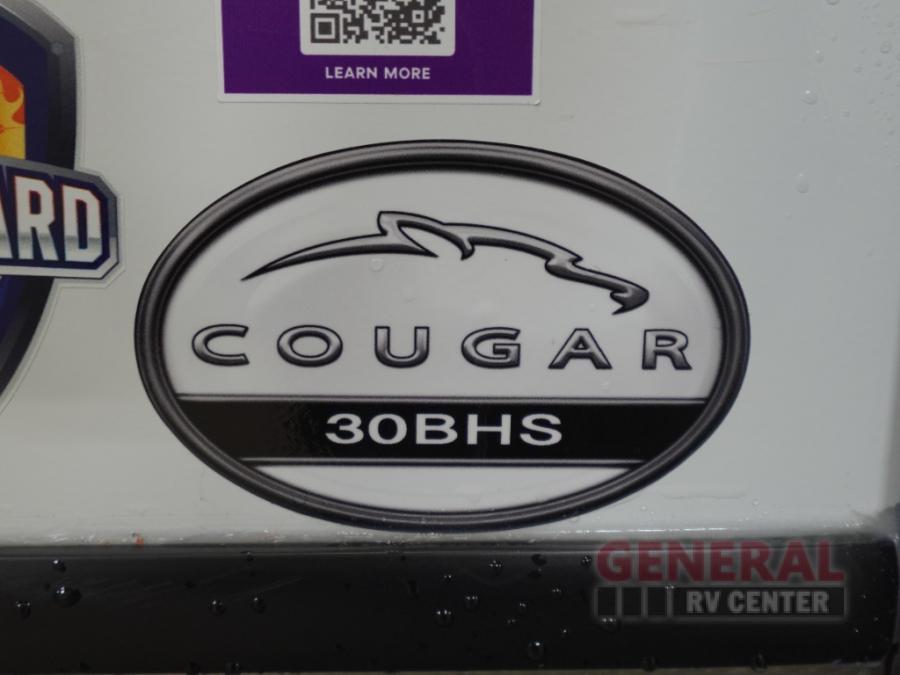 LEARN MORE
ARD
COUGAR
30BHS
GENERAL
RV CENTER